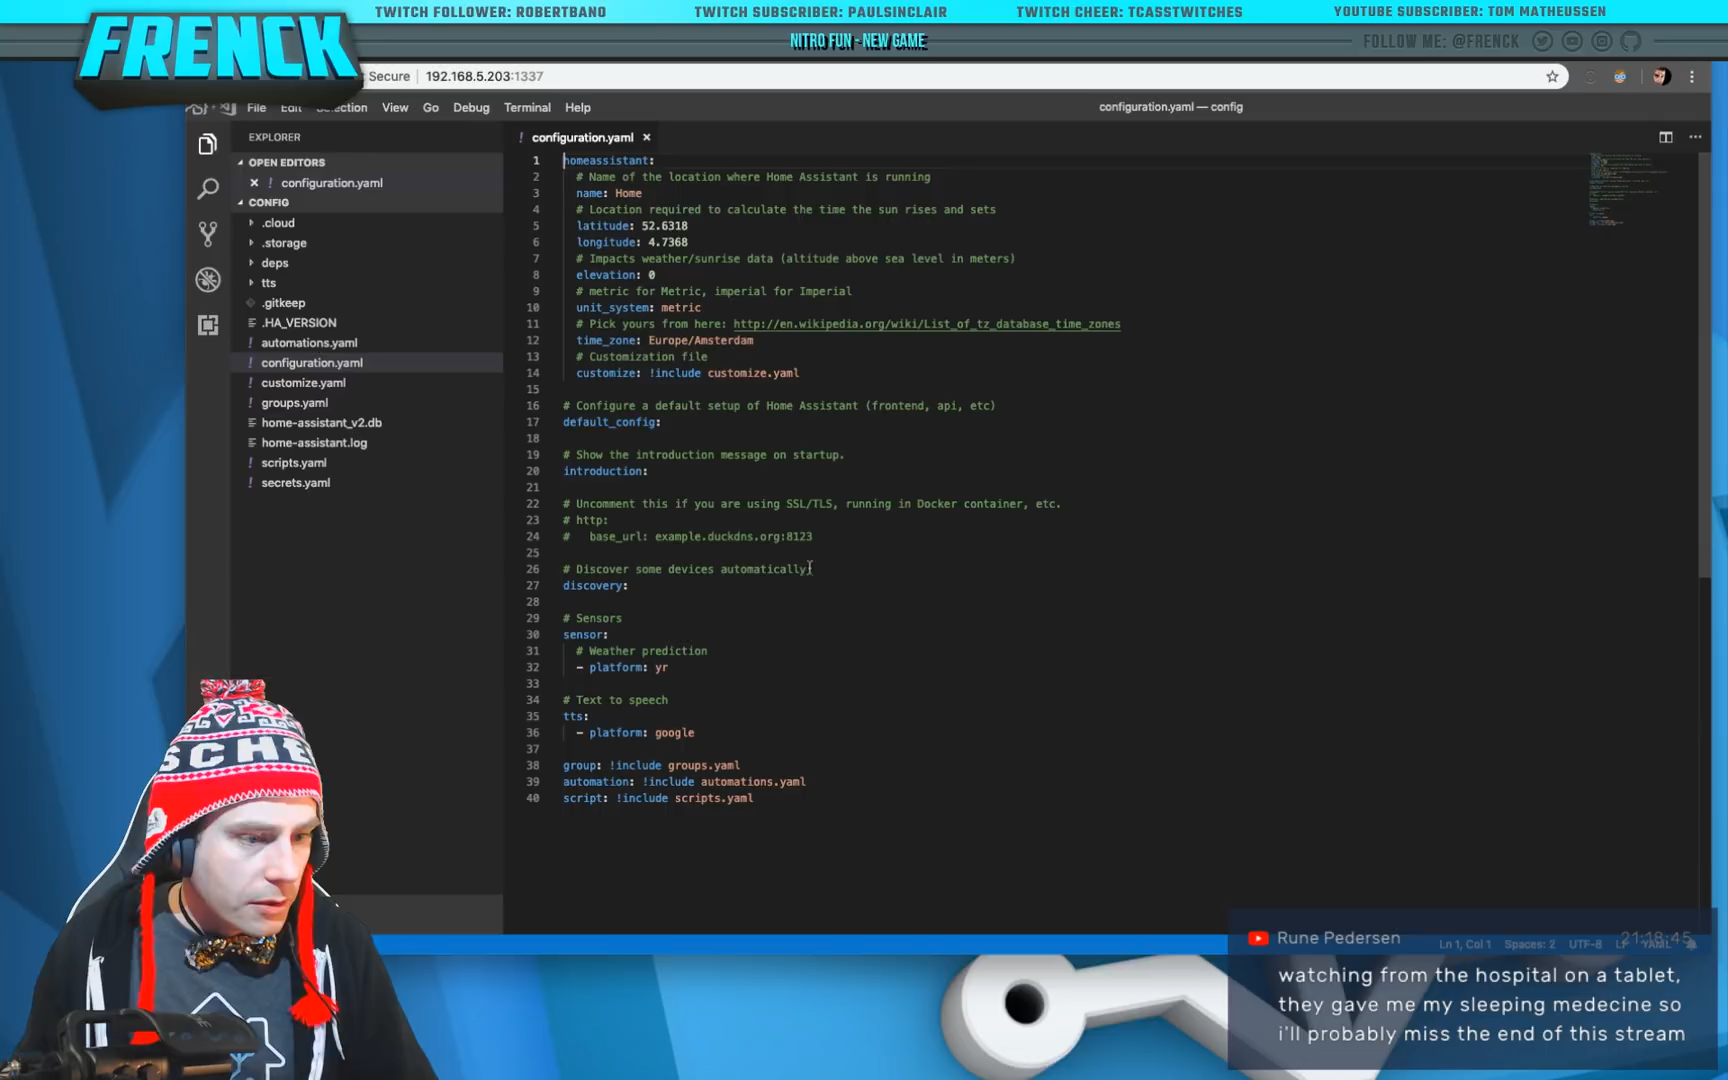 TWITCH FOLLOWER: ROBERTBANO
TWITCH SUBSCRIBER: PAULSINCLAIR
TWITCH CHEER: TCASSTWITCHES
YOUTUBE SUBSCRIBER: TOM MATHEUSSEN
FRENCK
NITRO FUN - NEW GAME
FOLLOW ME: @FRENCK
Secure 192.168.5.203:1337
File Edit Selection View Go Debug Terminal Help
configuration.yaml — config
EXPLORER
OPEN EDITORS
configuration.yaml
CONFIG
.cloud
.storage
deps
tts
.gitkeep
.HA_VERSION
automations.yaml
configuration.yaml
customize.yaml
groups.yaml
home-assistant_v2.db
home-assistant.log
scripts.yaml
secrets.yaml
! configuration.yaml ×
1 homeassistant:
2 # Name of the location where Home Assistant is running
3 name: Home
4 # Location required to calculate the time the sun rises and sets
5 latitude: 52.6318
6 longitude: 4.7368
7 # Impacts weather/sunrise data (altitude above sea level in meters)
8 elevation: 0
9 # metric for Metric, imperial for Imperial
10 unit_system: metric
11 # Pick yours from here: http://en.wikipedia.org/wiki/List_of_tz_database_time_zones
12 time_zone: Europe/Amsterdam
13 # Customization file
14 customize: !include customize.yaml
15
16 # Configure a default setup of Home Assistant (frontend, api, etc)
17 default_config:
18
19 # Show the introduction message on startup.
20 introduction:
21
22 # Uncomment this if you are using SSL/TLS, running in Docker container, etc.
23 # http:
24 #   base_url: example.duckdns.org:8123
25
26 # Discover some devices automatically
27 discovery:
28
29 # Sensors
30 sensor:
31 # Weather prediction
32 - platform: yr
33
34 # Text to speech
35 tts:
36 - platform: google
37
38 group: !include groups.yaml
39 automation: !include automations.yaml
40 script: !include scripts.yaml
SCHE
Ln 1, Col 1 Spaces: 2 UTF-8 LF YAML
Rune Pedersen 21:18:45
watching from the hospital on a tablet,
they gave me my sleeping medecine so
i'll probably miss the end of this stream